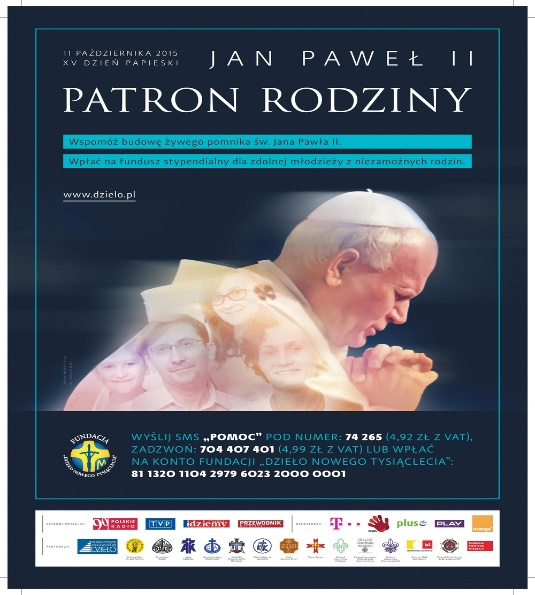 11 PAŹDZIERNIKA 2015
XV DZIEŃ PAPIESKI
JAN PAWEŁ II
PATRON RODZINY
Wspomóż budowę żywego pomnika św. Jana Pawła II.
Wpłać na fundusz stypendialny dla zdolnej młodzieży z niezamożnych rodzin.
www.dzielo.pl
FUNDACJA
WYŚLIJ SMS „POMOC” POD NUMER: 74 265 (4,92 ZŁ Z VAT),
ZADZWOŃ: 704 407 401 (4,99 ZŁ Z VAT) LUB WPŁAĆ
NA KONTO FUNDACJI „DZIEŁO NOWEGO TYSIĄCLECIA”:
81 1320 1104 2979 6023 2000 0001
POLSKIE RADIO
TVP
idziemy
PRZEWODNIK
T
plus
PLAY
orange
DZIEŁO